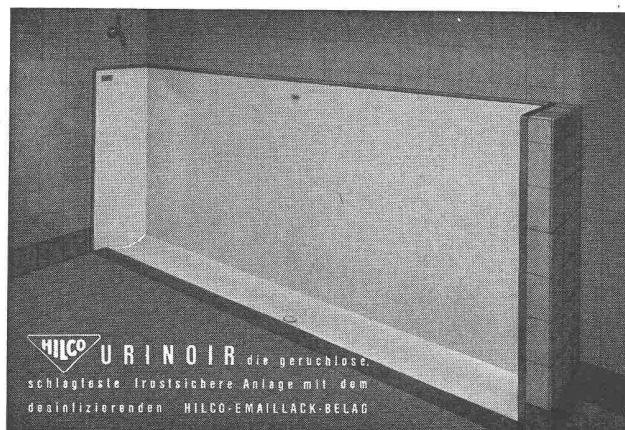 HILCO URINOIR die geruchlose,
schlagfeste frostsichere Anlage mit dem
desinfizierenden HILCO-EMAILLACK-BELAG